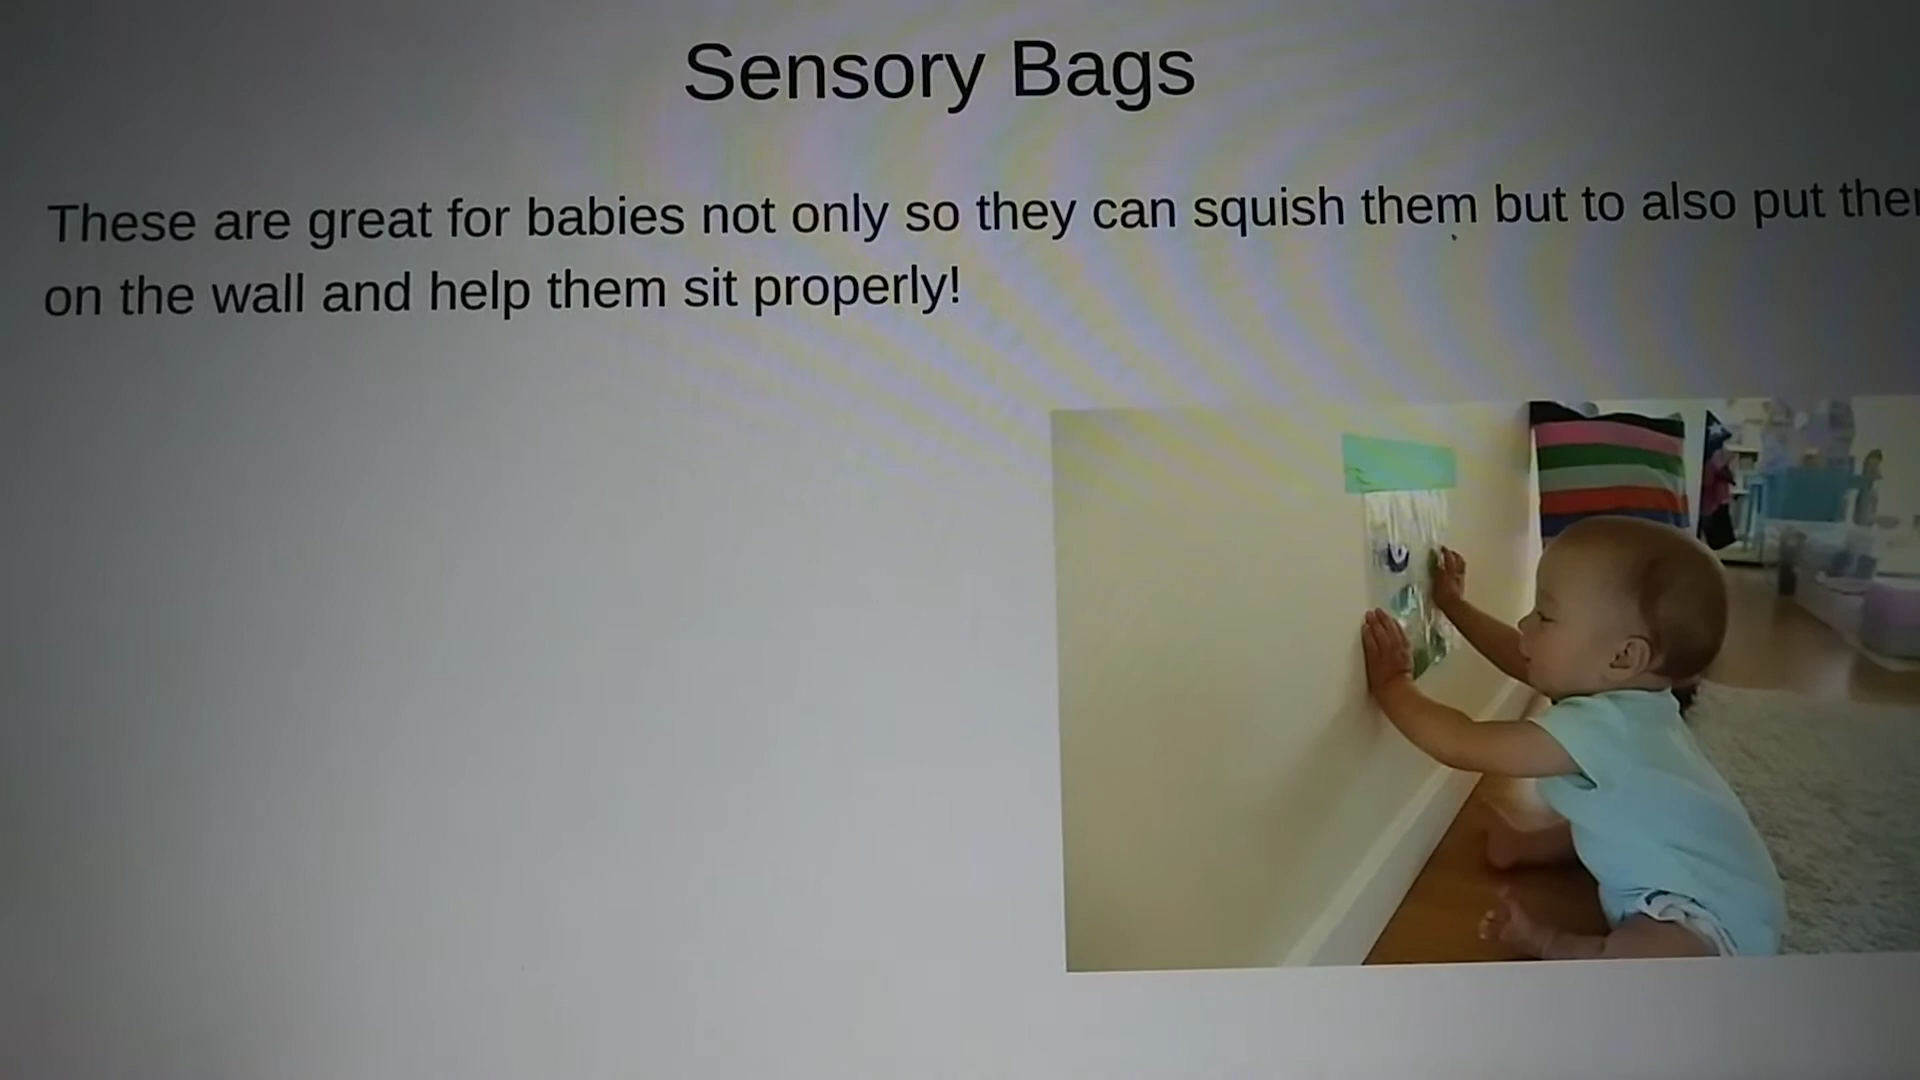 Sensory Bags
These are great for babies not only so they can squish them but to also put
on the wall and help them sit properly!